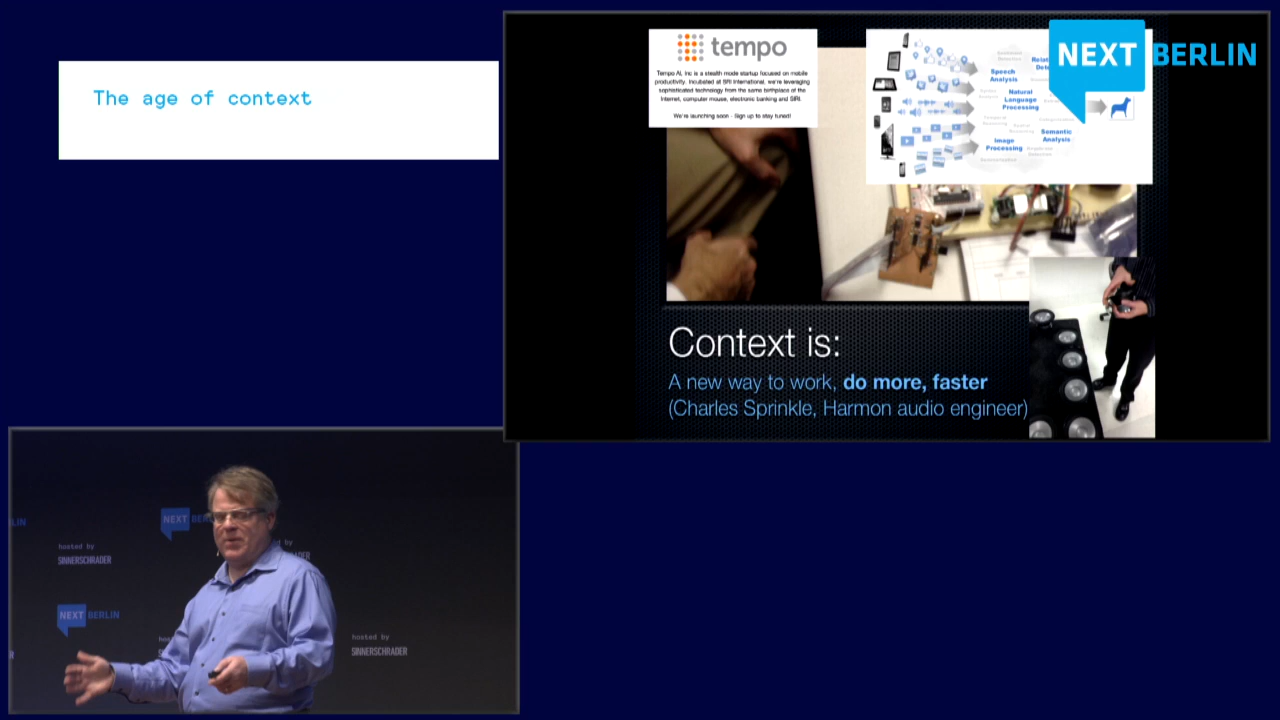 The age of context
tempo
Tempo AI, Inc is a stealth mode startup focused on mobile
productivity. Incubated at SRI International, we're leveraging
sophisticated technology from the same birthplace of the
Internet, computer mouse, electronic banking and SIRI.
We're launching soon - Sign up to stay tuned!
Speech
Analysis
Natural
Language
Processing
Semantic
Analysis
Image
Processing
NEXT BERLIN
Context is:
A new way to work, do more, faster
(Charles Sprinkle, Harmon audio engineer)
LIN
NEXT BER
hosted by
SINNERSCHRADER
d by
RADER
NEXT BERLIN
hosted by
SINNERSCHRADER